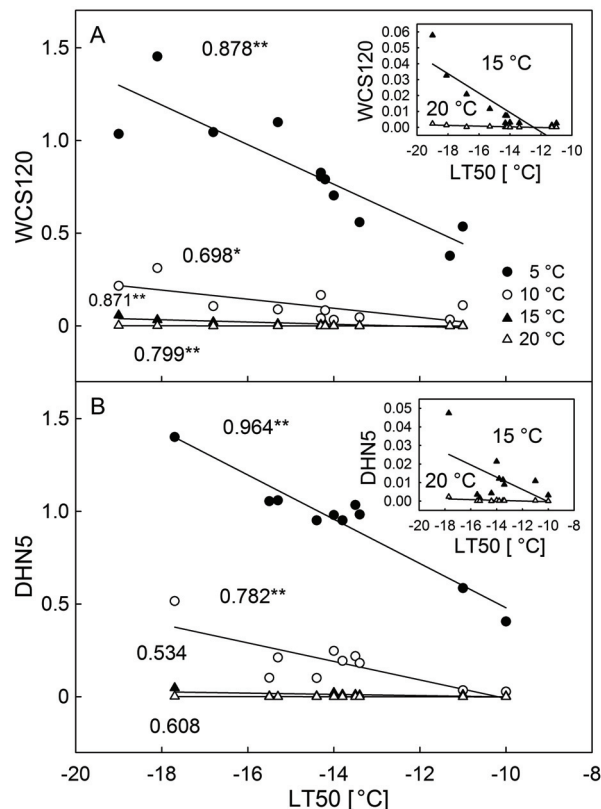 A
0.878**
1.5
1.0
0.5
0
WCS120
0.698*
0.871**
0.799**
0.06
0.05
0.04
0.03
0.02
0.01
0.00
WCS120
15 °C
20 °C
-20 -18 -16 -14 -12 -10
LT50 [ °C]
5 °C
10 °C
15 °C
20 °C
B
0.964**
1.5
1.0
0.5
0
DHN5
0.782**
0.534
0.608
0.05
0.04
0.03
0.02
0.01
0.00
DHN5
15 °C
20 °C
-20 -18 -16 -14 -12 -10 -8
LT50 [ °C]
-20 -18 -16 -14 -12 -10 -8
LT50 [ °C]